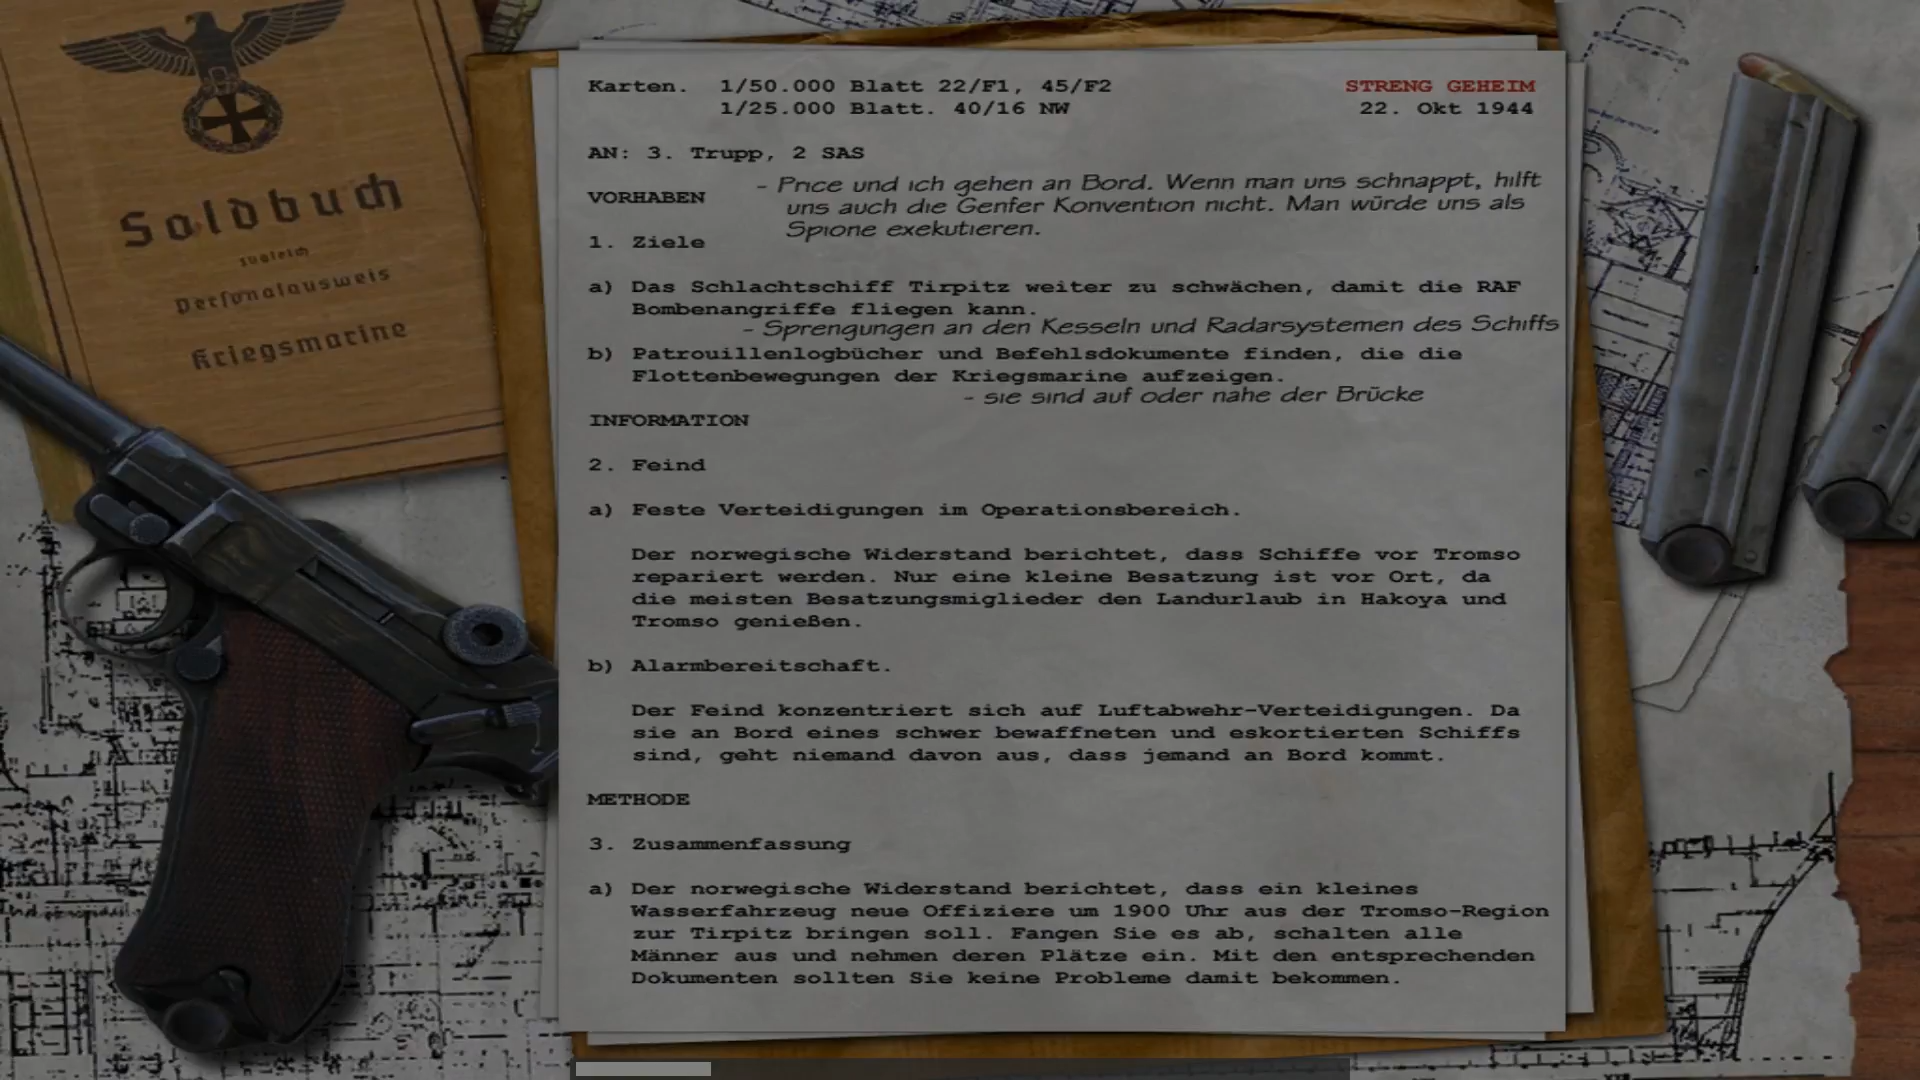 Soldbuch
zugleich
Personalausweis
Kriegsmarine
Karten. 1/50.000 Blatt 22/F1, 45/F2
1/25.000 Blatt. 40/16 NW
STRENG GEHEIM
22. Okt 1944
AN: 3. Trupp, 2 SAS
- Price und ich gehen an Bord. Wenn man uns schnappt, hilft
uns auch die Genfer Konvention nicht. Man würde uns als
Spione exekutieren.
VORHABEN
1. Ziele
a) Das Schlachtschiff Tirpitz weiter zu schwächen, damit die RAF
Bombenangriffe fliegen kann.
- Sprengungen an den Kesseln und Radarsystemen des Schiffs
b) Patrouillenlogbücher und Befehlsdokumente finden, die die
Flottenbewegungen der Kriegsmarine aufzeigen.
- sie sind auf oder nahe der Brücke
INFORMATION
2. Feind
a) Feste Verteidigungen im Operationsbereich.
Der norwegische Widerstand berichtet, dass Schiffe vor Tromso
repariert werden. Nur eine kleine Besatzung ist vor Ort, da
die meisten Besatzungsmiglieder den Landurlaub in Hakoya und
Tromso genießen.
b) Alarmbereitschaft.
Der Feind konzentriert sich auf Luftabwehr-Verteidigungen. Da
sie an Bord eines schwer bewaffneten und eskortierten Schiffs
sind, geht niemand davon aus, dass jemand an Bord kommt.
METHODE
3. Zusammenfassung
a) Der norwegische Widerstand berichtet, dass ein kleines
Wasserfahrzeug neue Offiziere um 1900 Uhr aus der Tromso-Region
zur Tirpitz bringen soll. Fangen Sie es ab, schalten alle
Männer aus und nehmen deren Plätze ein. Mit den entsprechenden
Dokumenten sollten Sie keine Probleme damit bekommen.